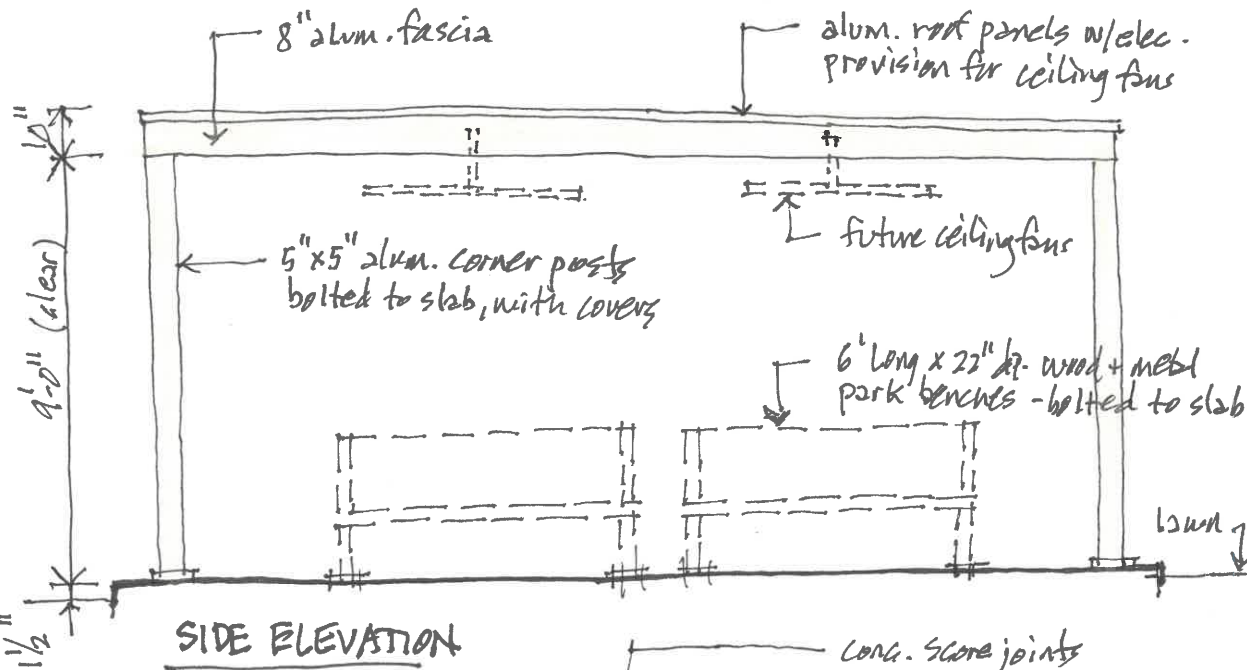 8" alum. fascia
alum. roof panels w/elec.
provision for ceiling fans
10"
future ceiling fans
5"x5" alum. corner posts
bolted to slab, with covers
9'-0" (clear)
6' long x 22" dp. wood + metal
park benches - bolted to slab
lawn
1 1/2"
SIDE ELEVATION
conc. score joints